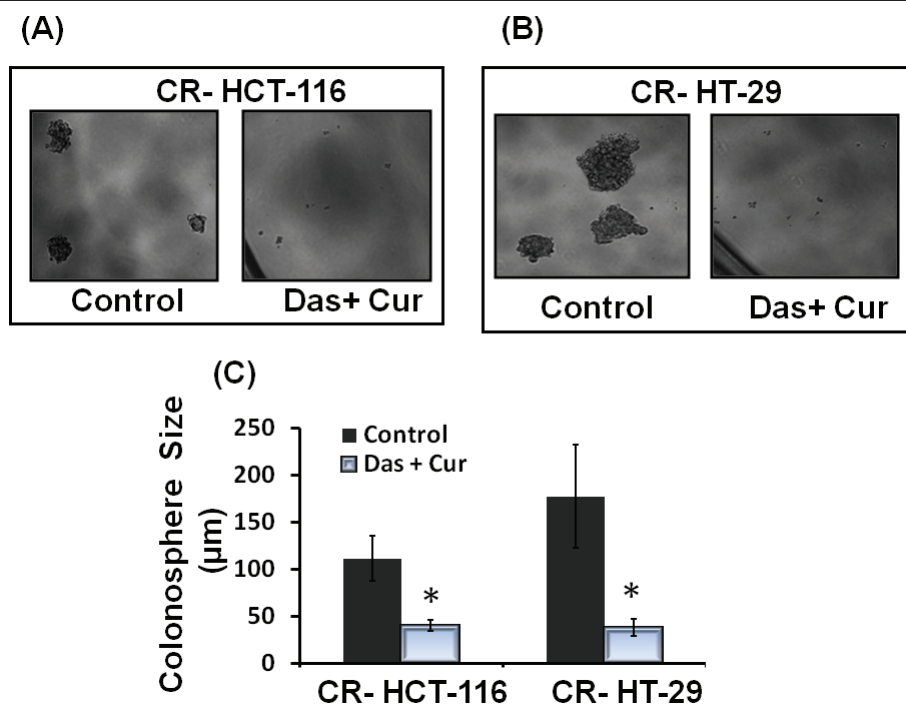 (A)
CR- HCT-116
Control
Das+ Cur
(B)
CR- HT-29
Control
Das+ Cur
(C)
Colonosphere Size
(µm)
250
200
150
100
50
0
Control
Das + Cur
*
*
CR- HCT-116
CR- HT-29